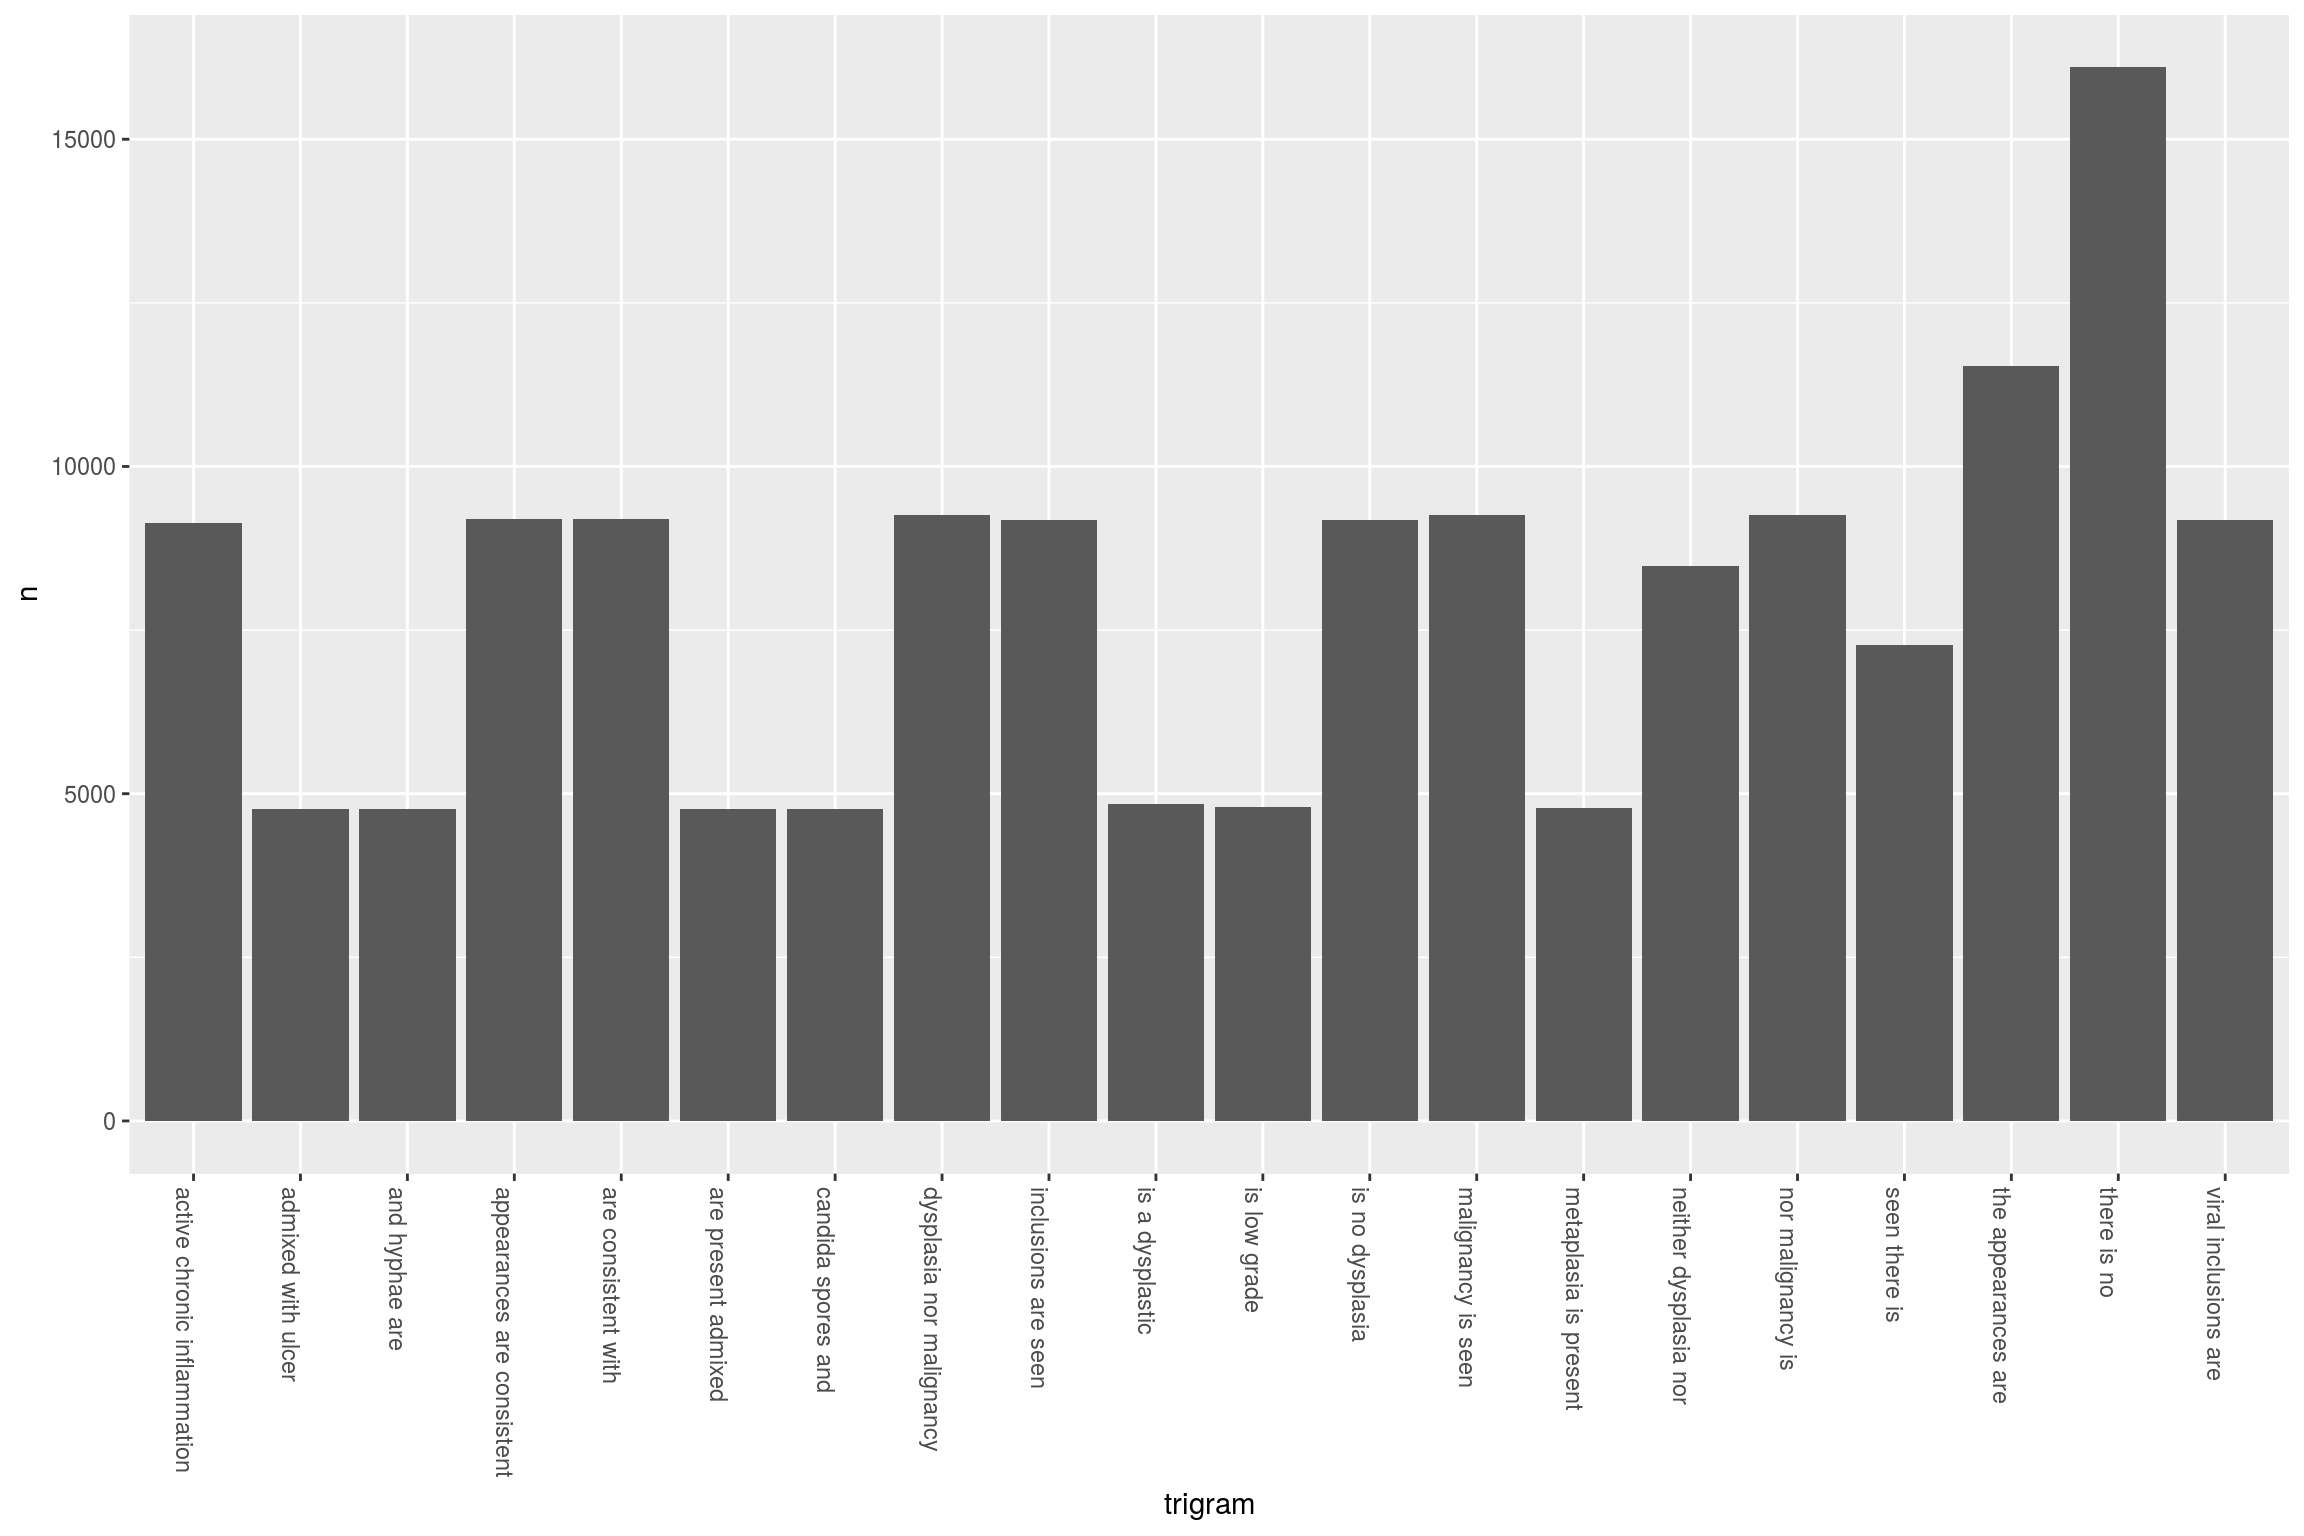 n
15000
10000
5000
0
active chronic inflammation
admixed with ulcer
and hyphae are
appearances are consistent
are consistent with
are present admixed
candida spores and
dysplasia nor malignancy
inclusions are seen
is a dysplastic
is low grade
is no dysplasia
malignancy is seen
metaplasia is present
neither dysplasia nor
nor malignancy is
seen there is
the appearances are
there is no
viral inclusions are
trigram